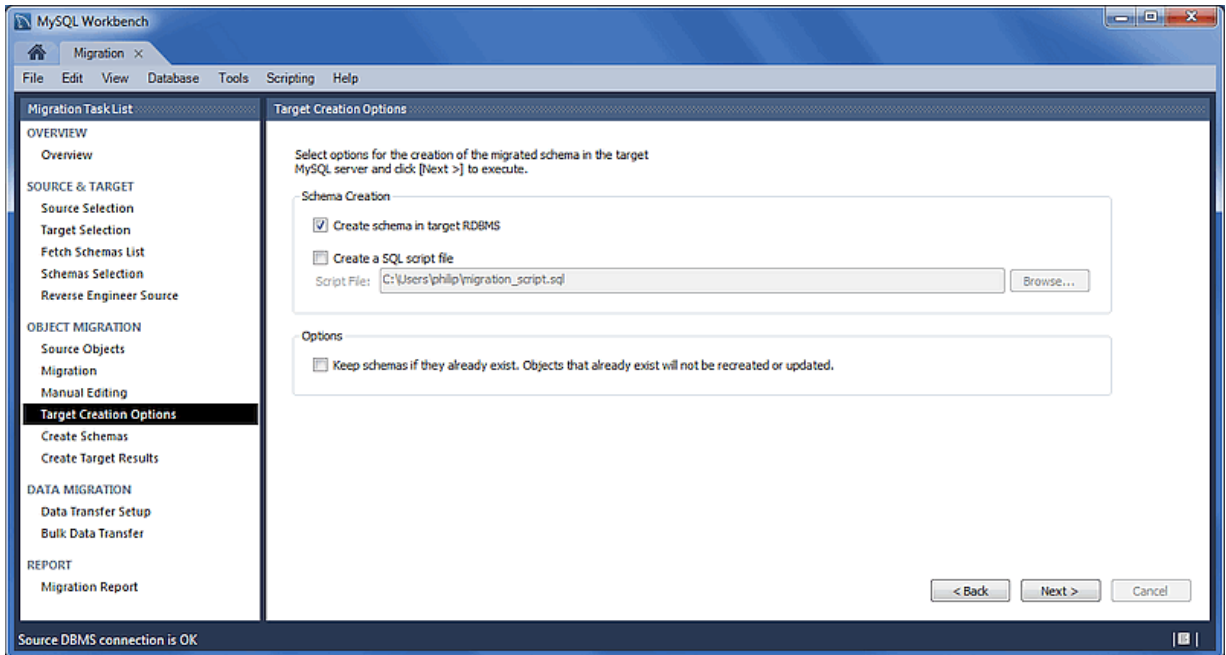 MySQL Workbench
Migration
File Edit View Database Tools Scripting Help
Migration Task List
OVERVIEW
Overview
SOURCE & TARGET
Source Selection
Target Selection
Fetch Schemas List
Schemas Selection
Reverse Engineer Source
OBJECT MIGRATION
Source Objects
Migration
Manual Editing
Target Creation Options
Create Schemas
Create Target Results
DATA MIGRATION
Data Transfer Setup
Bulk Data Transfer
REPORT
Migration Report
Target Creation Options
Select options for the creation of the migrated schema in the target
MySQL server and click [Next >] to execute.
Schema Creation
Create schema in target RDBMS
Create a SQL script file
Script File: C:\Users\philip\migration_script.sql Browse...
Options
Keep schemas if they already exist. Objects that already exist will not be recreated or updated.
< Back Next > Cancel
Source DBMS connection is OK